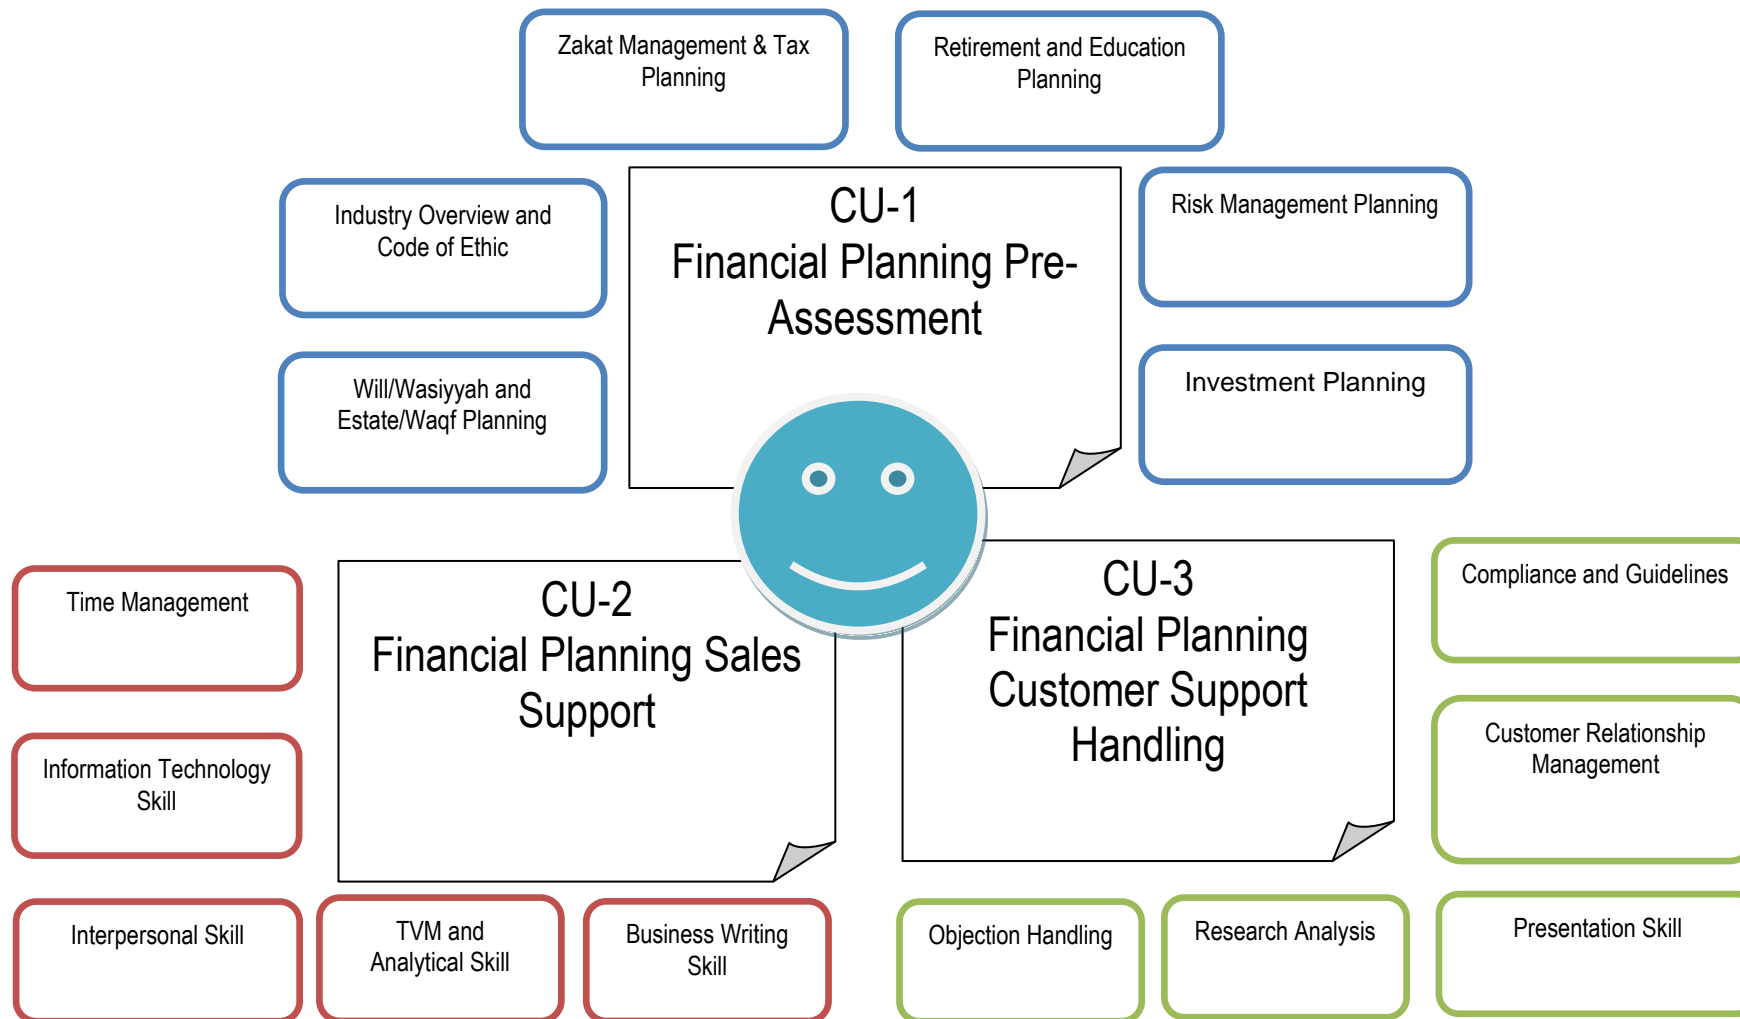 Zakat Management & Tax
Planning
Retirement and Education
Planning
Industry Overview and
Code of Ethic
CU-1
Financial Planning Pre-
Assessment
Risk Management Planning
Will/Wasiyyah and
Estate/Waqf Planning
Investment Planning
Time Management
CU-2
Financial Planning Sales
Support
CU-3
Financial Planning
Customer Support
Handling
Compliance and Guidelines
Information Technology
Skill
Customer Relationship
Management
Interpersonal Skill
TVM and
Analytical Skill
Business Writing
Skill
Objection Handling
Research Analysis
Presentation Skill